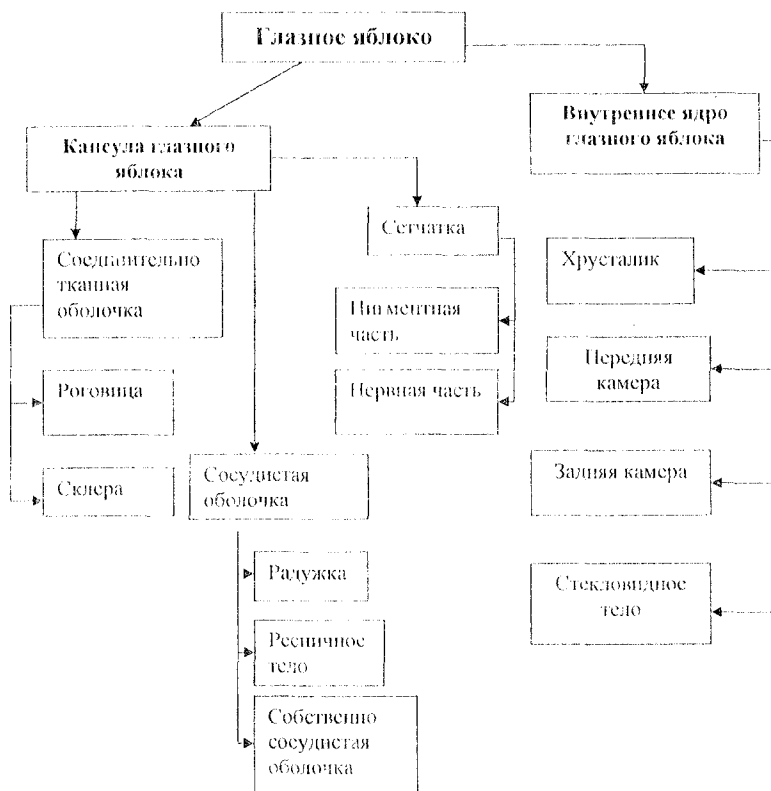 Глазное яблоко
Внутреннее ядро
глазного яблока
Капсула глазного
яблока
Сетчатка
Соединительно
тканная
оболочка
Хрусталик
Пигментная
часть
Передняя
камера
Роговица
Нервная часть
Сосудистая
оболочка
Задняя камера
Склера
Радужка
Стекловидное
тело
Ресничное
тело
Собственно
сосудистая
оболочка